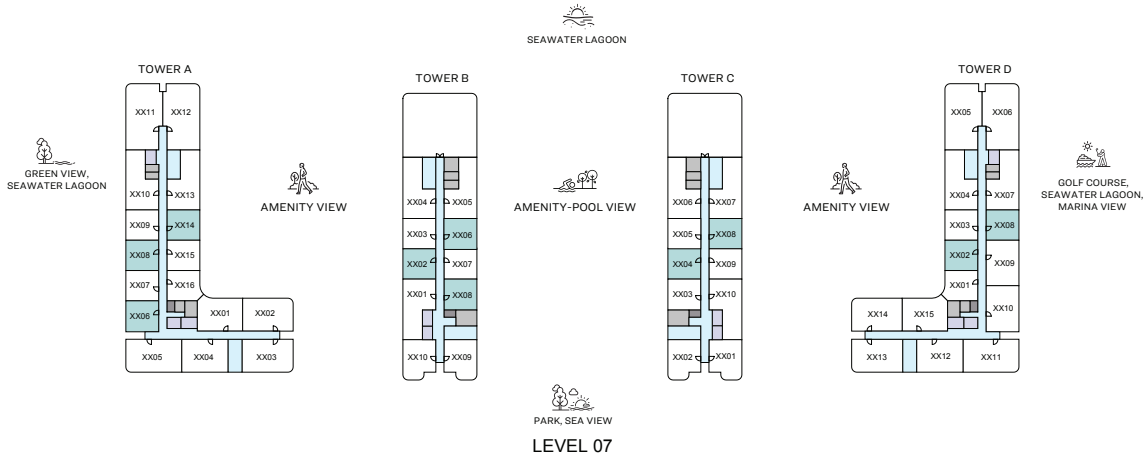 SEAWATER LAGOON
TOWER A
TOWER B
TOWER C
TOWER D
GREEN VIEW,
SEAWATER LAGOON
AMENITY VIEW
AMENITY-POOL VIEW
AMENITY VIEW
GOLF COURSE,
SEAWATER LAGOON,
MARINA VIEW
XX11 XX12
XX10 XX13
XX09 XX14
XX08 XX15
XX07 XX16
XX06 XX01 XX02
XX05 XX04 XX03
XX04 XX05
XX03 XX06
XX02 XX07
XX01 XX08
XX10 XX09
XX06 XX07
XX05 XX08
XX04 XX09
XX03 XX10
XX02 XX01
XX05 XX06
XX04 XX07
XX03 XX08
XX02 XX09
XX01
XX14 XX15 XX10
XX13 XX12 XX11
PARK, SEA VIEW
LEVEL 07